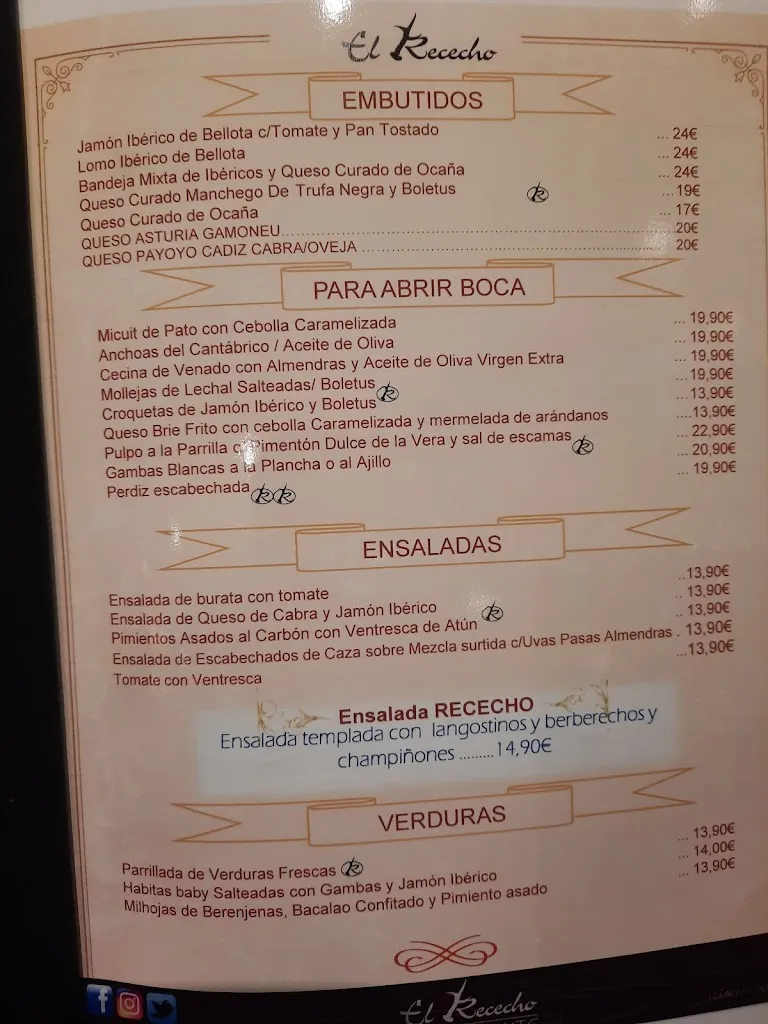 El Rececho
EMBUTIDOS
Jamón Ibérico de Bellota c/Tomate y Pan Tostado ... 24€
Lomo Ibérico de Bellota ... 24€
Bandeja Mixta de Ibéricos y Queso Curado de Ocaña ... 24€
Queso Curado Manchego De Trufa Negra y Boletus ...19€
Queso Curado de Ocaña ... 17€
QUESO ASTURIA GAMONEU.......................................................20€
QUESO PAYOYO CADIZ CABRA/OVEJA ............................................ 20€
PARA ABRIR BOCA
Micuit de Pato con Cebolla Caramelizada ... 19,90€
Anchoas del Cantábrico / Aceite de Oliva ... 19,90€
Cecina de Venado con Almendras y Aceite de Oliva Virgen Extra ... 19,90€
Mollejas de Lechal Salteadas/ Boletus ... 19,90€
Croquetas de Jamón Ibérico y Boletus ...13,90€
Queso Brie Frito con cebolla Caramelizada y mermelada de arándanos ....13,90€
Pulpo a la Parrilla Pimentón Dulce de la Vera y sal de escamas ... 22,90€
Gambas Blancas a la Plancha o al Ajillo ... 20,90€
Perdiz escabechada ... 19,90€
ENSALADAS
Ensalada de burata con tomate ..13,90€
Ensalada de Queso de Cabra y Jamón Ibérico .. 13,90€
Pimientos Asados al Carbón con Ventresca de Atún .. 13,90€
Ensalada de Escabechados de Caza sobre Mezcla surtida c/Uvas Pasas Almendras . 13,90€
Tomate con Ventresca ...13,90€
Ensalada RECECHO
Ensalada templada con langostinos y berberechos y
champiñones .........14,90€
VERDURAS
Parrillada de Verduras Frescas ... 13,90€
Habitas baby Salteadas con Gambas y Jamón Ibérico ... 14,00€
Milhojas de Berenjenas, Bacalao Confitado y Pimiento asado ... 13,90€
El Rececho